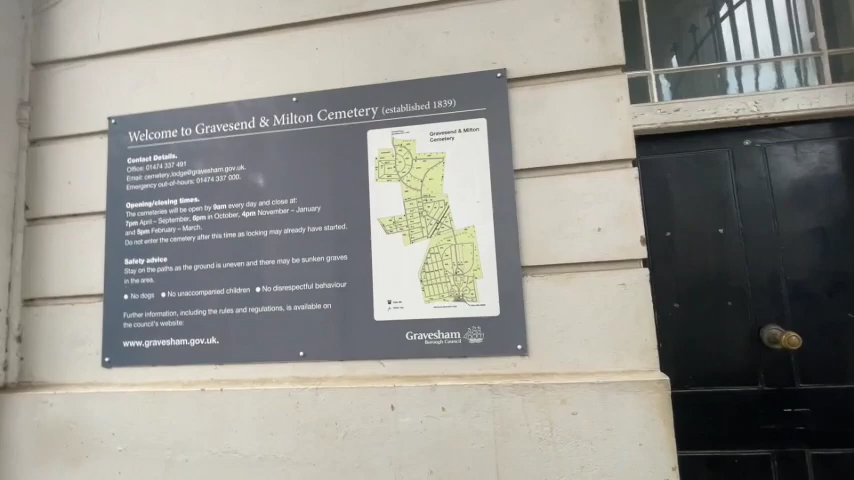 Welcome to Gravesend & Milton Cemetery (established 1839)
Contact Details.
Office: 01474 337 491
Email: cemetery.lodge@gravesham.gov.uk.
Emergency out-of-hours: 01474 337 000.
Opening/closing times.
The cemeteries will be open by 9am every day and close at:
7pm April – September, 6pm in October, 4pm November – January
and 5pm February – March.
Do not enter the cemetery after this time as locking may already have started.
Safety advice
Stay on the paths as the ground is uneven and there may be sunken graves
in the area.
● No dogs ● No unaccompanied children ● No disrespectful behaviour
Further information, including the rules and regulations, is available on
the council's website:
www.gravesham.gov.uk.
Gravesend & Milton
Cemetery
Gravesham
Borough Council